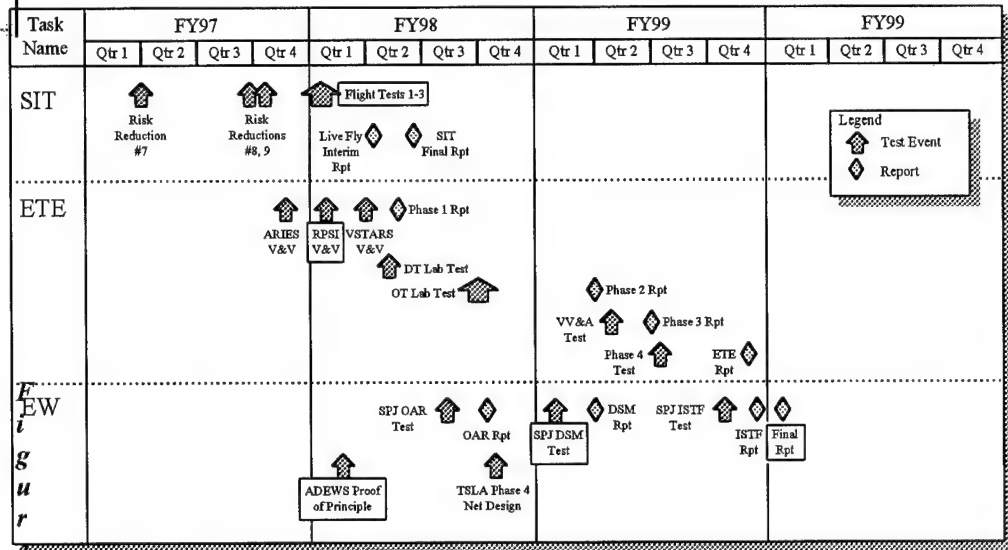 Task
Name
FY97
FY98
FY99
FY99
Qtr 1
Qtr 2
Qtr 3
Qtr 4
Qtr 1
Qtr 2
Qtr 3
Qtr 4
Qtr 1
Qtr 2
Qtr 3
Qtr 4
Qtr 1
Qtr 2
Qtr 3
Qtr 4
SIT
Risk
Reduction
#7
Risk
Reductions
#8, 9
Flight Tests 1-3
Live Fly
Interim
Rpt
SIT
Final Rpt
Legend
Test Event
Report
ETE
ARIES
V&V
RPSI
V&V
VSTARS
V&V
Phase 1 Rpt
DT Lab Test
OT Lab Test
Phase 2 Rpt
VV&A
Test
Phase 3 Rpt
Phase 4
Test
ETE
Rpt
EW
SPJ OAR
Test
OAR Rpt
SPJ DSM
Test
DSM
Rpt
SPJ ISTF
Test
ISTF
Rpt
Final
Rpt
ADEWS Proof
of Principle
TSLA Phase 4
Net Design
F
i
g
u
r